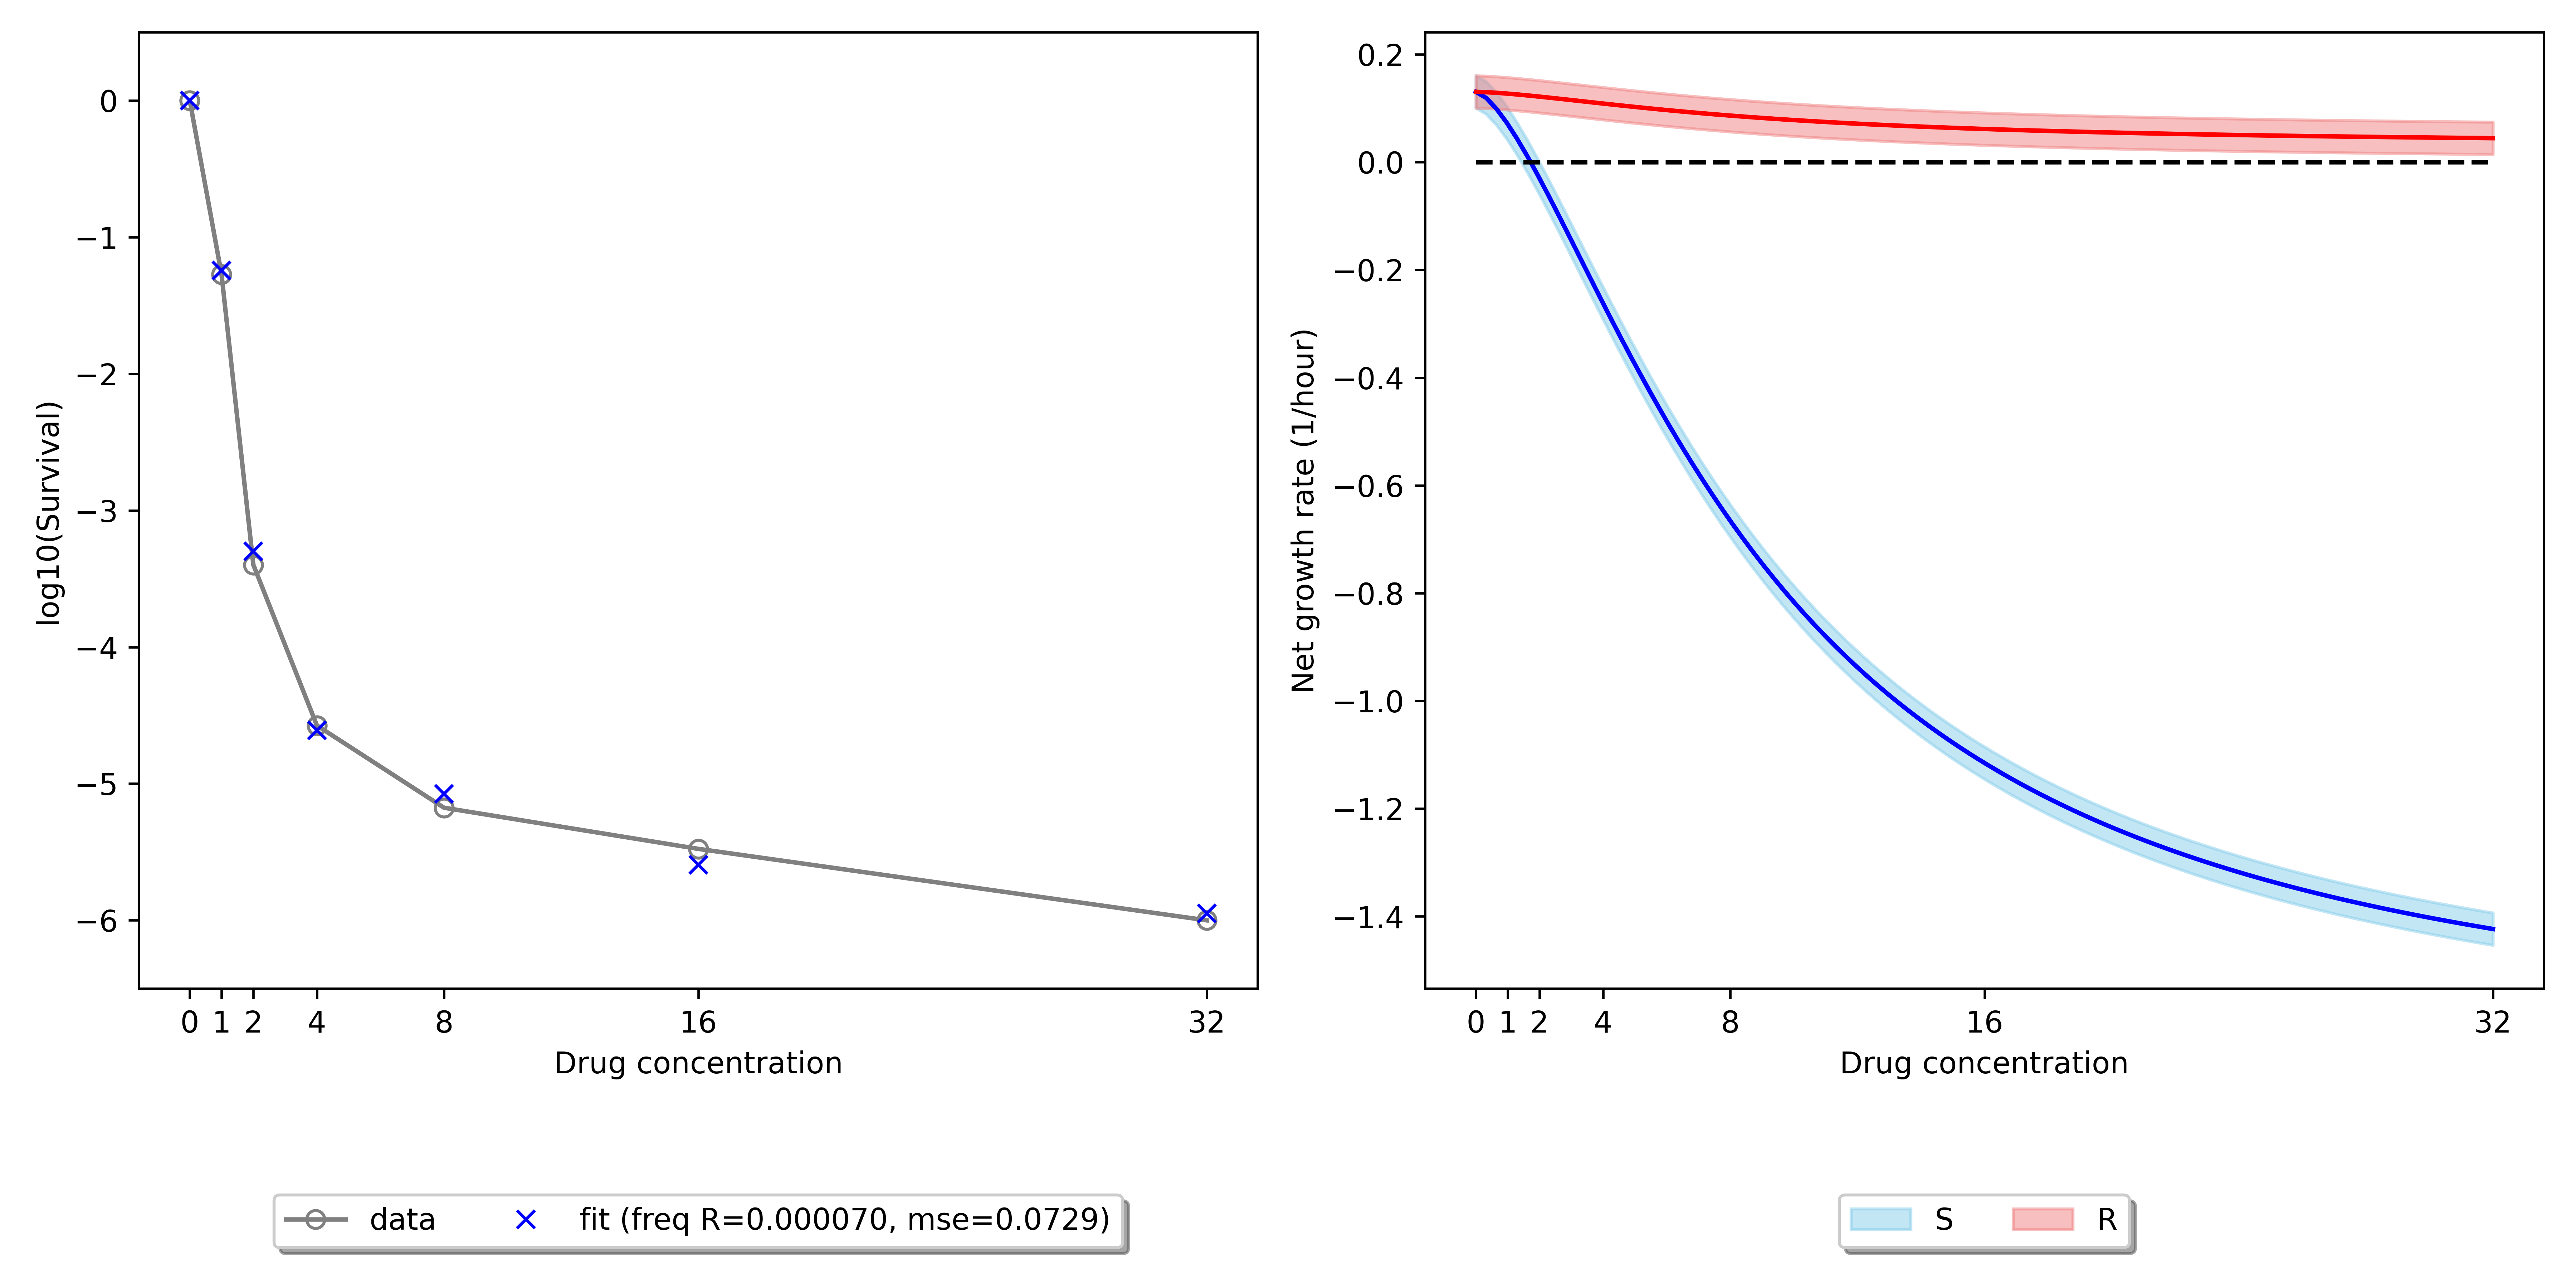 log10(Survival)
0
−1
−2
−3
−4
−5
−6
0 1 2 4 8 16 32
Drug concentration
data fit (freq R=0.000070, mse=0.0729)
Net growth rate (1/hour)
0.2
0.0
−0.2
−0.4
−0.6
−0.8
−1.0
−1.2
−1.4
0 1 2 4 8 16 32
Drug concentration
S R